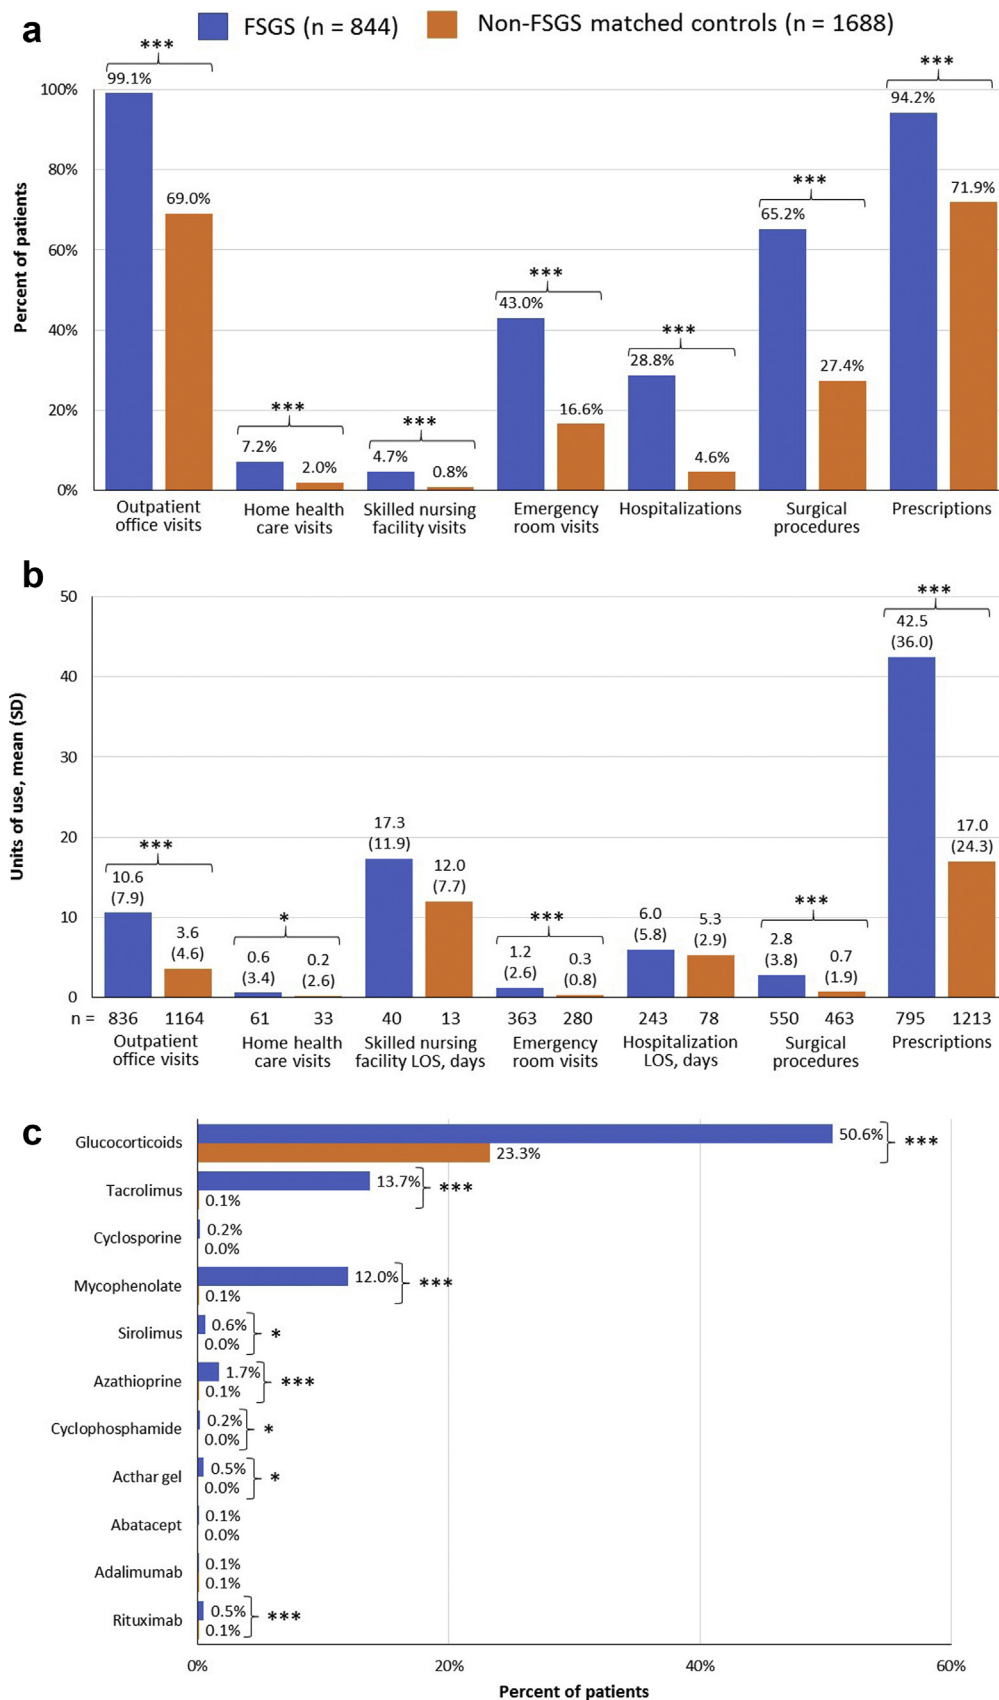 a
FSGS (n = 844)
Non-FSGS matched controls (n = 1688)
Percent of patients
100%
80%
60%
40%
20%
0%
***
99.1%
69.0%
***
7.2%
2.0%
***
4.7%
0.8%
***
43.0%
16.6%
***
28.8%
4.6%
***
65.2%
27.4%
***
94.2%
71.9%
Outpatient
office visits
Home health
care visits
Skilled nursing
facility visits
Emergency
room visits
Hospitalizations
Surgical
procedures
Prescriptions
b
Units of use, mean (SD)
50
40
30
20
10
0
***
10.6
(7.9)
3.6
(4.6)
*
0.6
(3.4)
0.2
(2.6)
17.3
(11.9)
12.0
(7.7)
***
1.2
(2.6)
0.3
(0.8)
6.0
(5.8)
5.3
(2.9)
***
2.8
(3.8)
0.7
(1.9)
***
42.5
(36.0)
17.0
(24.3)
n = 836 1164 61 33 40 13 363 280 243 78 550 463 795 1213
Outpatient
office visits
Home health
care visits
Skilled nursing
facility LOS, days
Emergency
room visits
Hospitalization
LOS, days
Surgical
procedures
Prescriptions
c
Glucocorticoids
50.6%
23.3%
***
Tacrolimus
13.7%
0.1%
***
Cyclosporine
0.2%
0.0%
Mycophenolate
12.0%
0.1%
***
Sirolimus
0.6%
0.0%
*
Azathioprine
1.7%
0.1%
***
Cyclophosphamide
0.2%
0.0%
*
Acthar gel
0.5%
0.0%
*
Abatacept
0.1%
0.0%
Adalimumab
0.1%
0.1%
Rituximab
0.5%
0.1%
***
0%
20%
40%
60%
Percent of patients